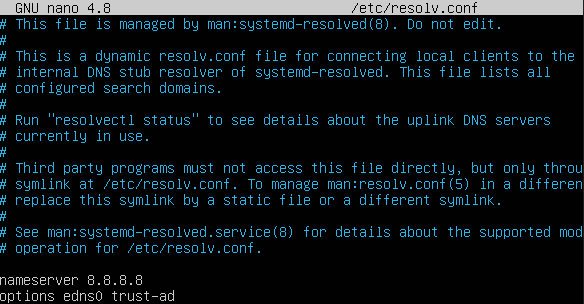 GNU nano 4.8 /etc/resolv.conf
# This file is managed by man:systemd-resolved(8). Do not edit.
#
# This is a dynamic resolv.conf file for connecting local clients to the
# internal DNS stub resolver of systemd-resolved. This file lists all
# configured search domains.
#
# Run "resolvectl status" to see details about the uplink DNS servers
# currently in use.
#
# Third party programs must not access this file directly, but only throu
# symlink at /etc/resolv.conf. To manage man:resolv.conf(5) in a differen
# replace this symlink by a static file or a different symlink.
#
# See man:systemd-resolved.service(8) for details about the supported mod
# operation for /etc/resolv.conf.
nameserver 8.8.8.8
options edns0 trust-ad